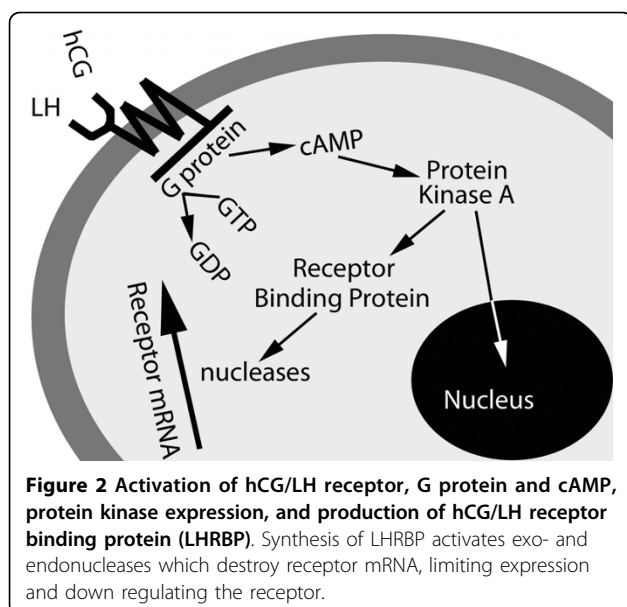 hCG
LH
G protein
cAMP
Protein
Kinase A
GTP
GDP
Receptor
Binding Protein
Receptor mRNA
nucleases
Nucleus
Figure 2 Activation of hCG/LH receptor, G protein and cAMP,
protein kinase expression, and production of hCG/LH receptor
binding protein (LHRBP). Synthesis of LHRBP activates exo- and
endonucleases which destroy receptor mRNA, limiting expression
and down regulating the receptor.